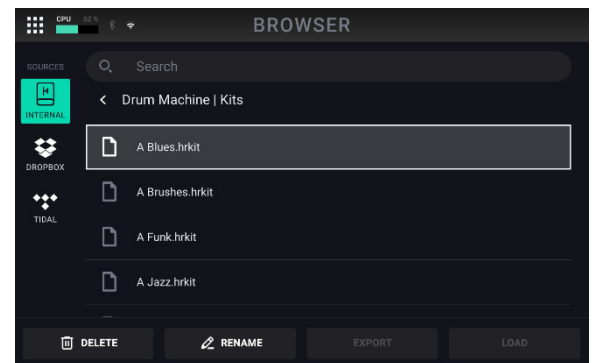 CPU 52 % BROWSER
SOURCES
Search
INTERNAL
Drum Machine | Kits
A Blues.hrkit
DROPBOX
A Brushes.hrkit
TIDAL
A Funk.hrkit
A Jazz.hrkit
DELETE RENAME EXPORT LOAD